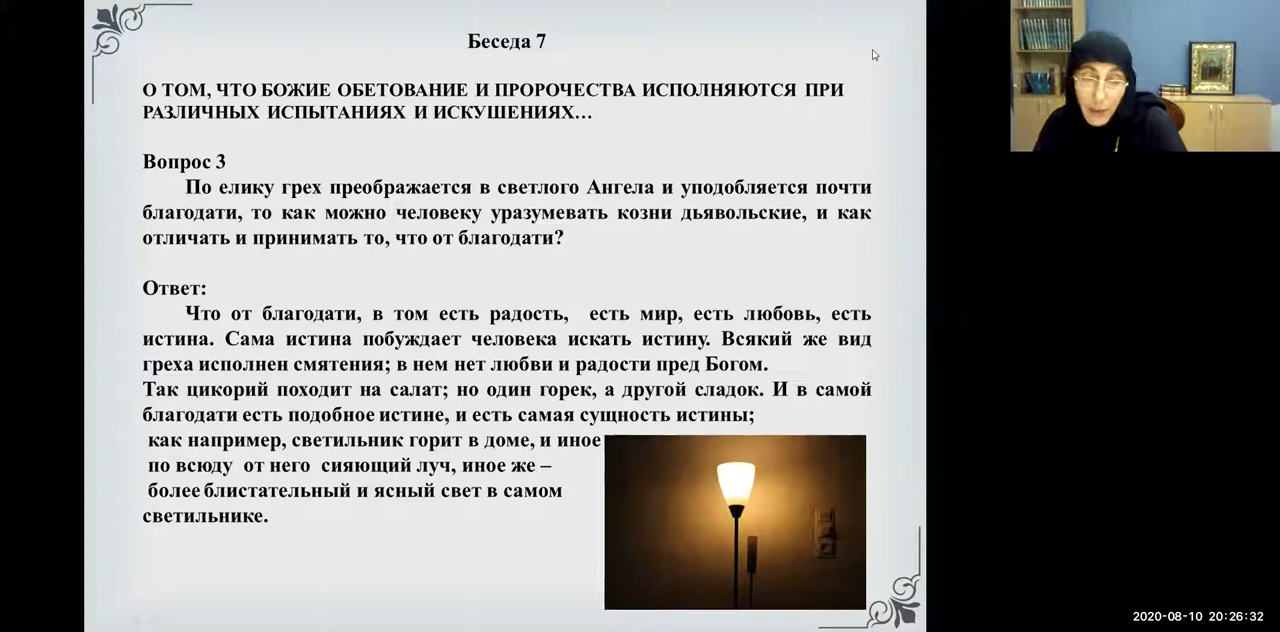 Беседа 7
О ТОМ, ЧТО БОЖИЕ ОБЕТОВАНИЕ И ПРОРОЧЕСТВА ИСПОЛНЯЮТСЯ ПРИ
РАЗЛИЧНЫХ ИСПЫТАНИЯХ И ИСКУШЕНИЯХ…
Вопрос 3
По елику грех преображается в светлого Ангела и уподобляется почти
благодати, то как можно человеку уразумевать козни дьявольские, и как
отличать и принимать то, что от благодати?
Ответ:
Что от благодати, в том есть радость, есть мир, есть любовь, есть
истина. Сама истина побуждает человека искать истину. Всякий же вид
греха исполнен смятения; в нем нет любви и радости пред Богом.
Так цикорий походит на салат; но один горек, а другой сладок. И в самой
благодати есть подобное истине, и есть самая сущность истины;
как например, светильник горит в доме, и иное
по всюду от него сияющий луч, иное же –
более блистательный и ясный свет в самом
светильнике.
2020-08-10 20:26:32